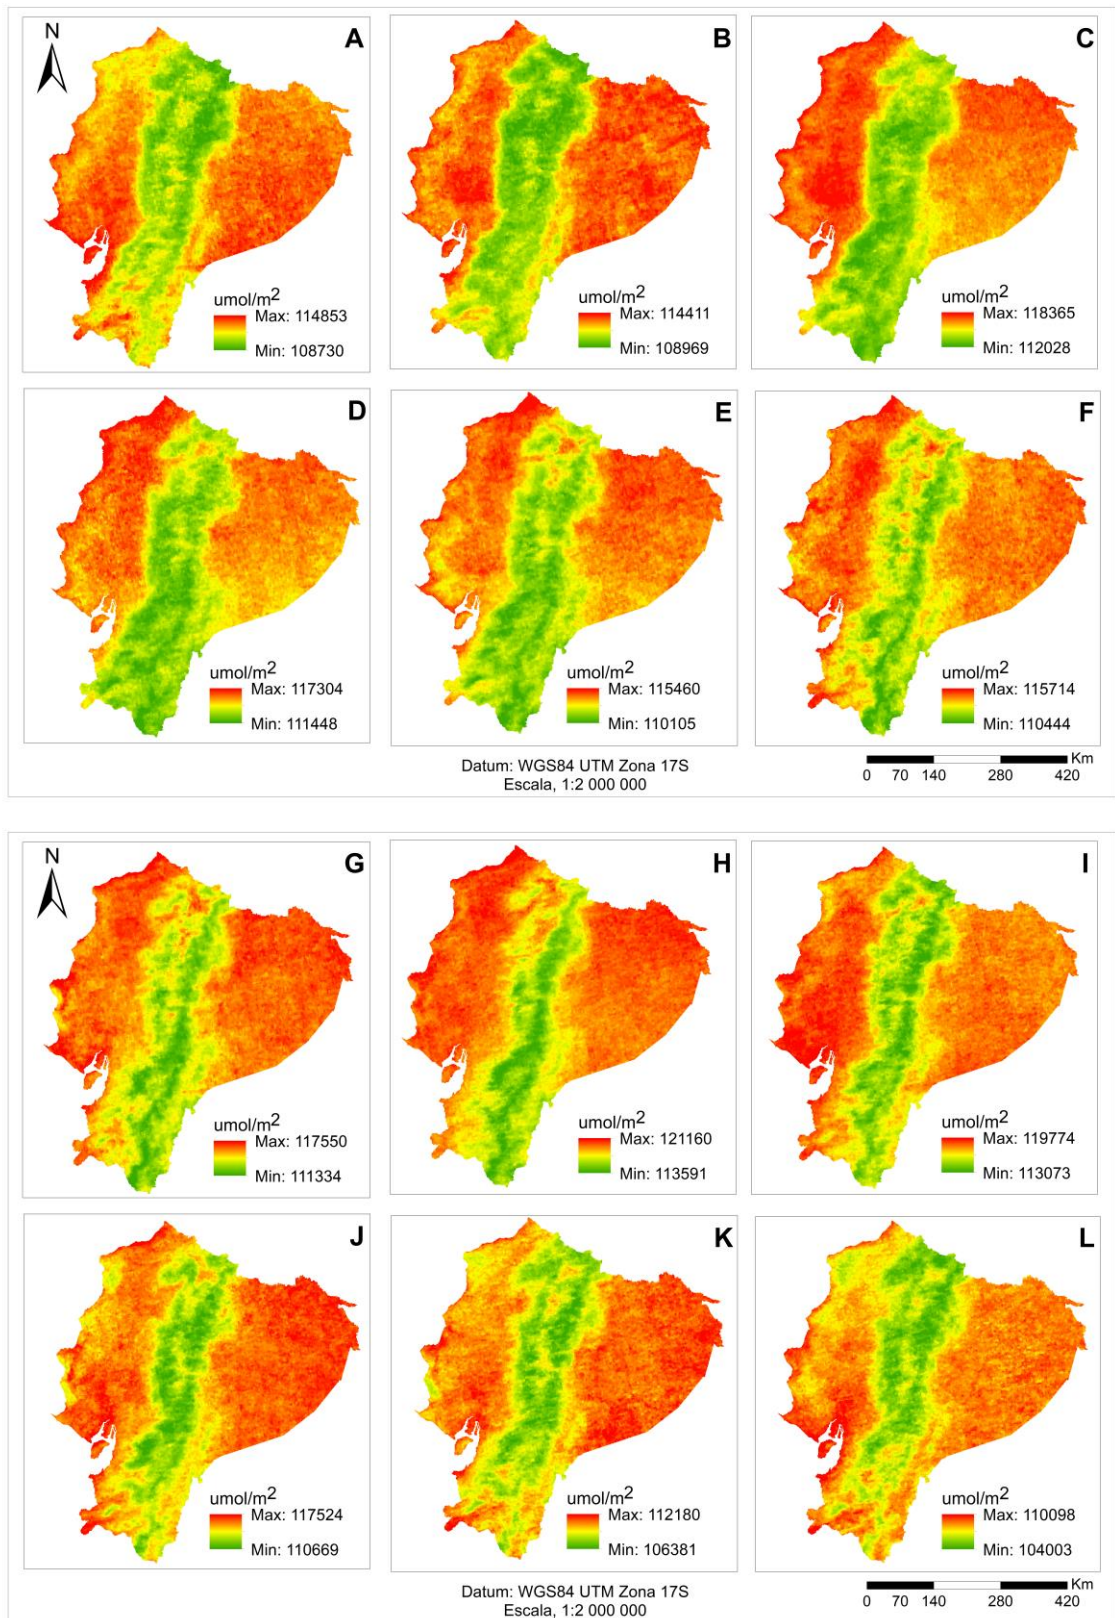 N
A
umol/m2
Max: 114853
Min: 108730
B
umol/m2
Max: 114411
Min: 108969
C
umol/m2
Max: 118365
Min: 112028
D
umol/m2
Max: 117304
Min: 111448
E
umol/m2
Max: 115460
Min: 110105
F
umol/m2
Max: 115714
Min: 110444
Datum: WGS84 UTM Zona 17S
Escala, 1:2 000 000
Km
0 70 140 280 420
N
G
umol/m2
Max: 117550
Min: 111334
H
umol/m2
Max: 121160
Min: 113591
I
umol/m2
Max: 119774
Min: 113073
J
umol/m2
Max: 117524
Min: 110669
K
umol/m2
Max: 112180
Min: 106381
L
umol/m2
Max: 110098
Min: 104003
Datum: WGS84 UTM Zona 17S
Escala, 1:2 000 000
Km
0 70 140 280 420